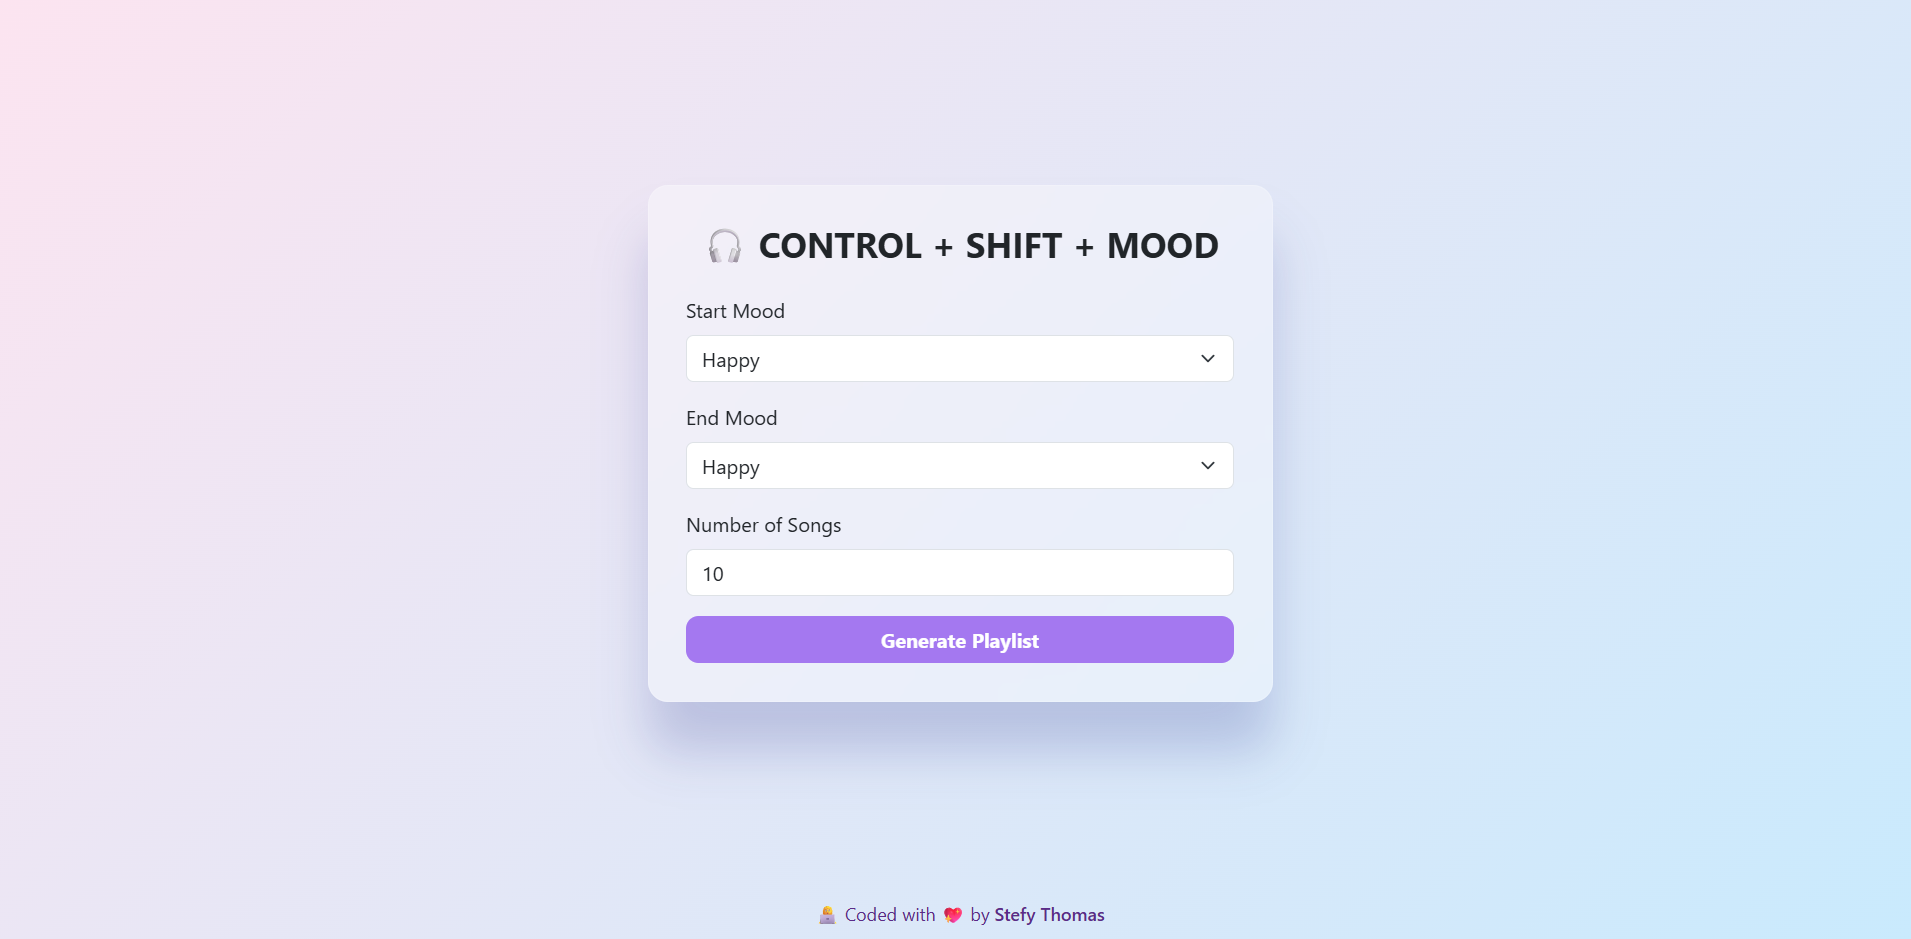 🎧 CONTROL + SHIFT + MOOD
Start Mood
Happy
End Mood
Happy
Number of Songs
10
Generate Playlist
👩‍💻 Coded with 💖 by Stefy Thomas